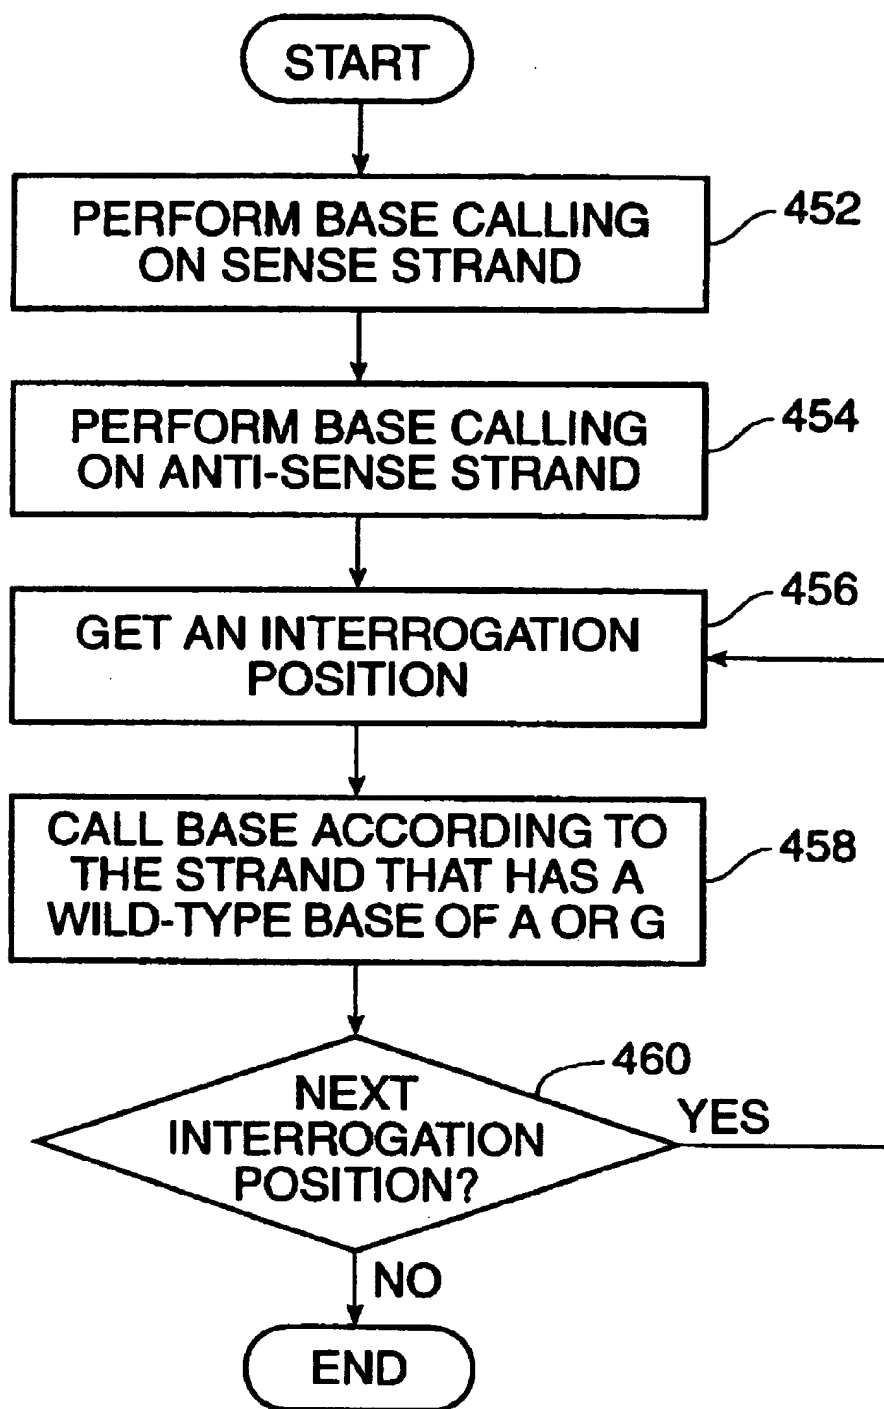 START
PERFORM BASE CALLING
ON SENSE STRAND
452
PERFORM BASE CALLING
ON ANTI-SENSE STRAND
454
GET AN INTERROGATION
POSITION
456
CALL BASE ACCORDING TO
THE STRAND THAT HAS A
WILD-TYPE BASE OF A OR G
458
NEXT
INTERROGATION
POSITION?
460
YES
NO
END